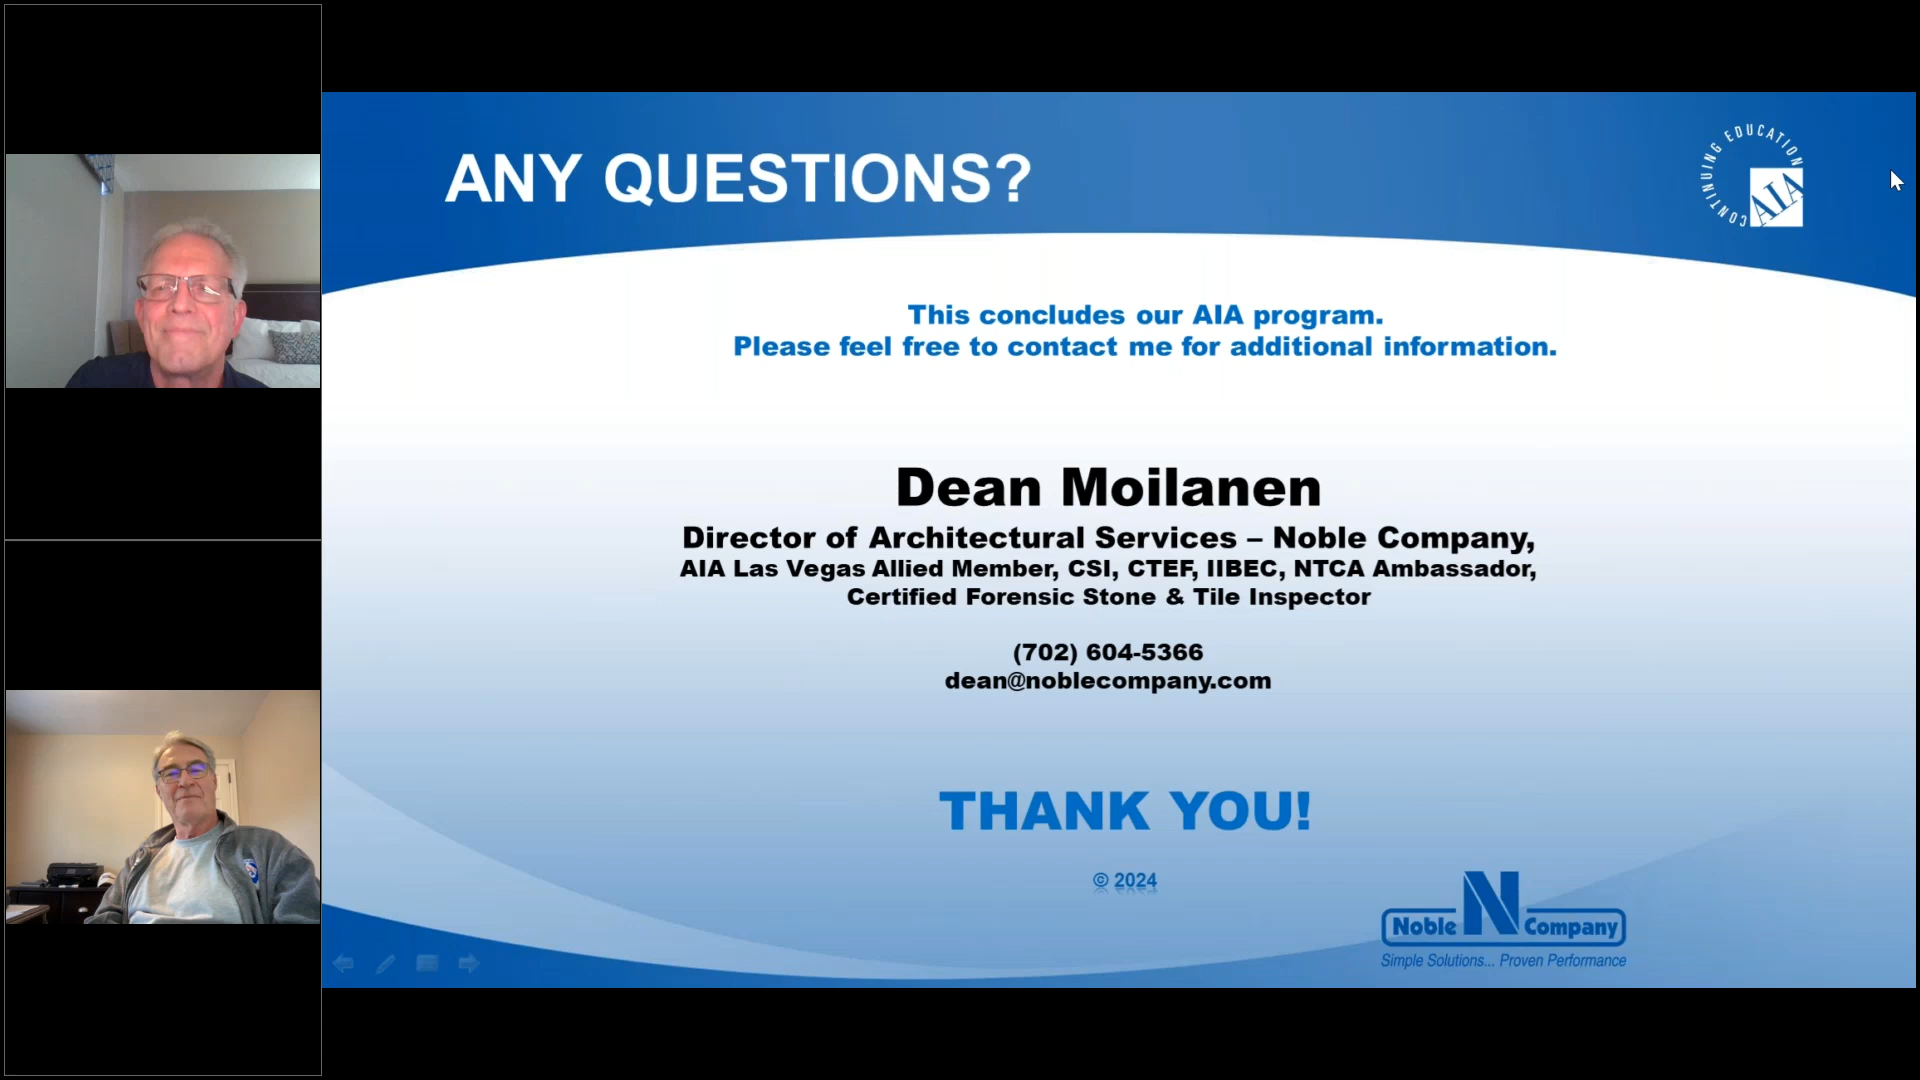 ANY QUESTIONS?
CONTINUING EDUCATION
AIA
This concludes our AIA program.
Please feel free to contact me for additional information.
Dean Moilanen
Director of Architectural Services – Noble Company,
AIA Las Vegas Allied Member, CSI, CTEF, IIBEC, NTCA Ambassador,
Certified Forensic Stone & Tile Inspector
(702) 604-5366
dean@noblecompany.com
THANK YOU!
© 2024
Noble N Company
Simple Solutions... Proven Performance